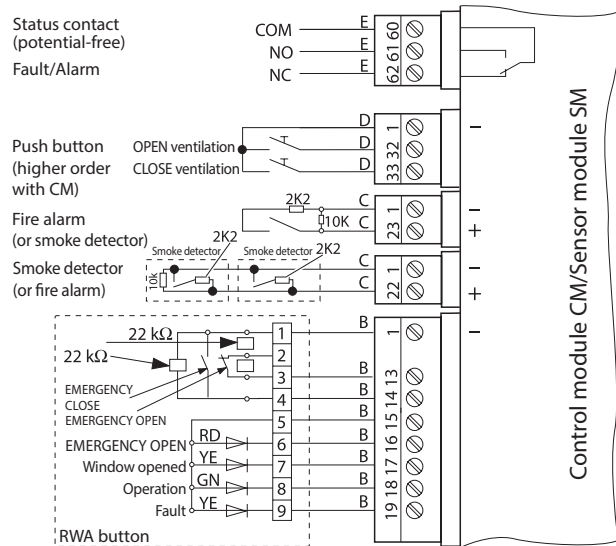 Status contact
(potential-free)
Fault/Alarm
COM E 60
NO E 61
NC E 62
Push button
(higher order
with CM)
OPEN ventilation
CLOSE ventilation
D 1 –
D 32
D 33
Fire alarm
(or smoke detector)
2K2
10K
C 1 –
C 23 +
Smoke detector
(or fire alarm)
Smoke detector 2K2
Smoke detector 2K2
10k
C 1 –
C 22 +
22 kΩ
22 kΩ
EMERGENCY
CLOSE
EMERGENCY OPEN
1 B 1 –
2
3 B 13
4 B 14
5 B 15
EMERGENCY OPEN RD 6 B 16
Window opened YE 7 B 17
Operation GN 8 B 18
Fault YE 9 B 19
RWA button
Control module CM/Sensor module SM